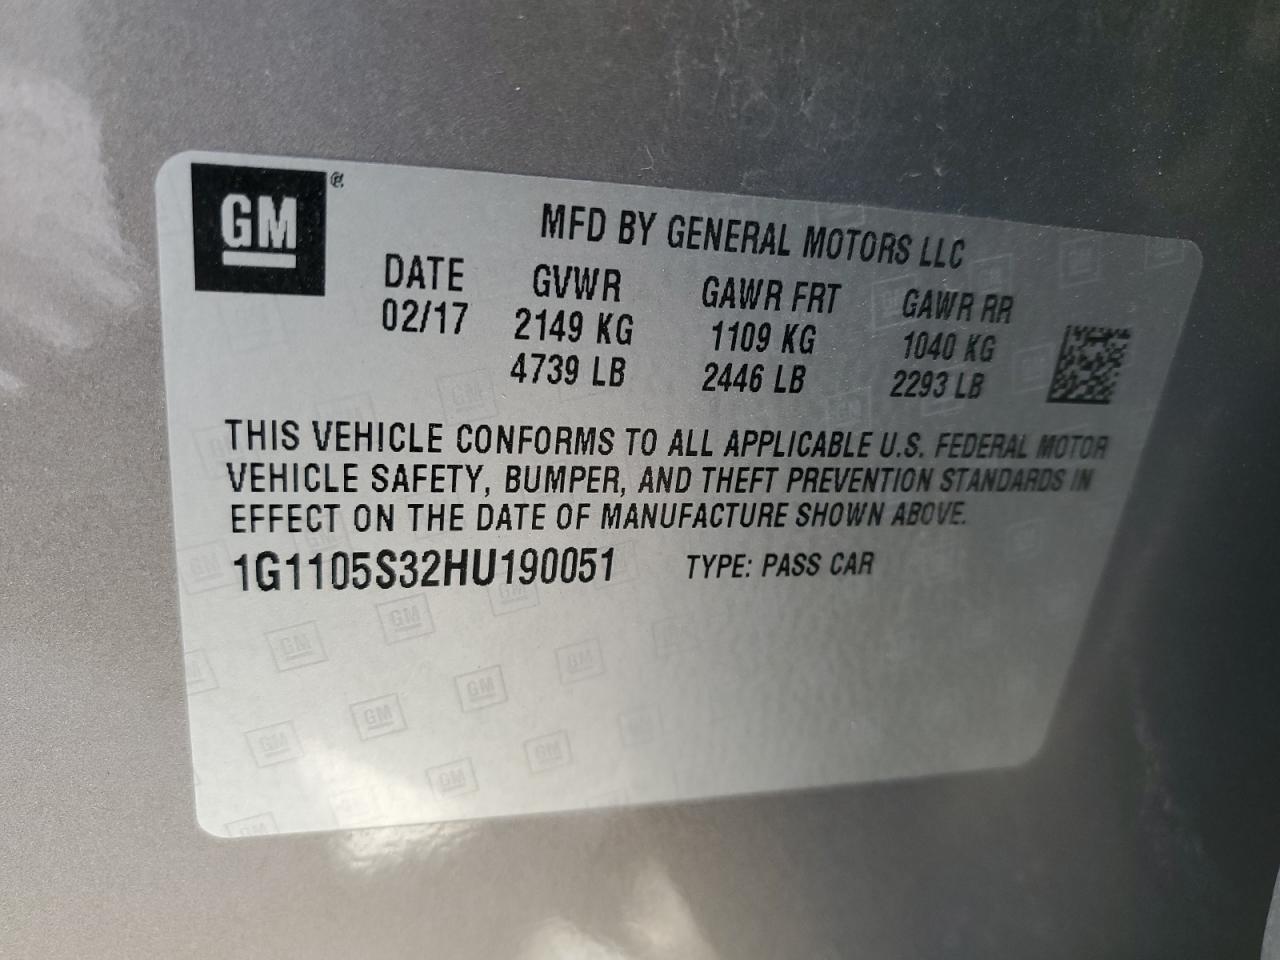 GM®
MFD BY GENERAL MOTORS LLC
DATE GVWR GAWR FRT GAWR RR
02/17 2149 KG 1109 KG 1040 KG
4739 LB 2446 LB 2293 LB
THIS VEHICLE CONFORMS TO ALL APPLICABLE U.S. FEDERAL MOTOR
VEHICLE SAFETY, BUMPER, AND THEFT PREVENTION STANDARDS IN
EFFECT ON THE DATE OF MANUFACTURE SHOWN ABOVE.
1G1105S32HU190051 TYPE: PASS CAR